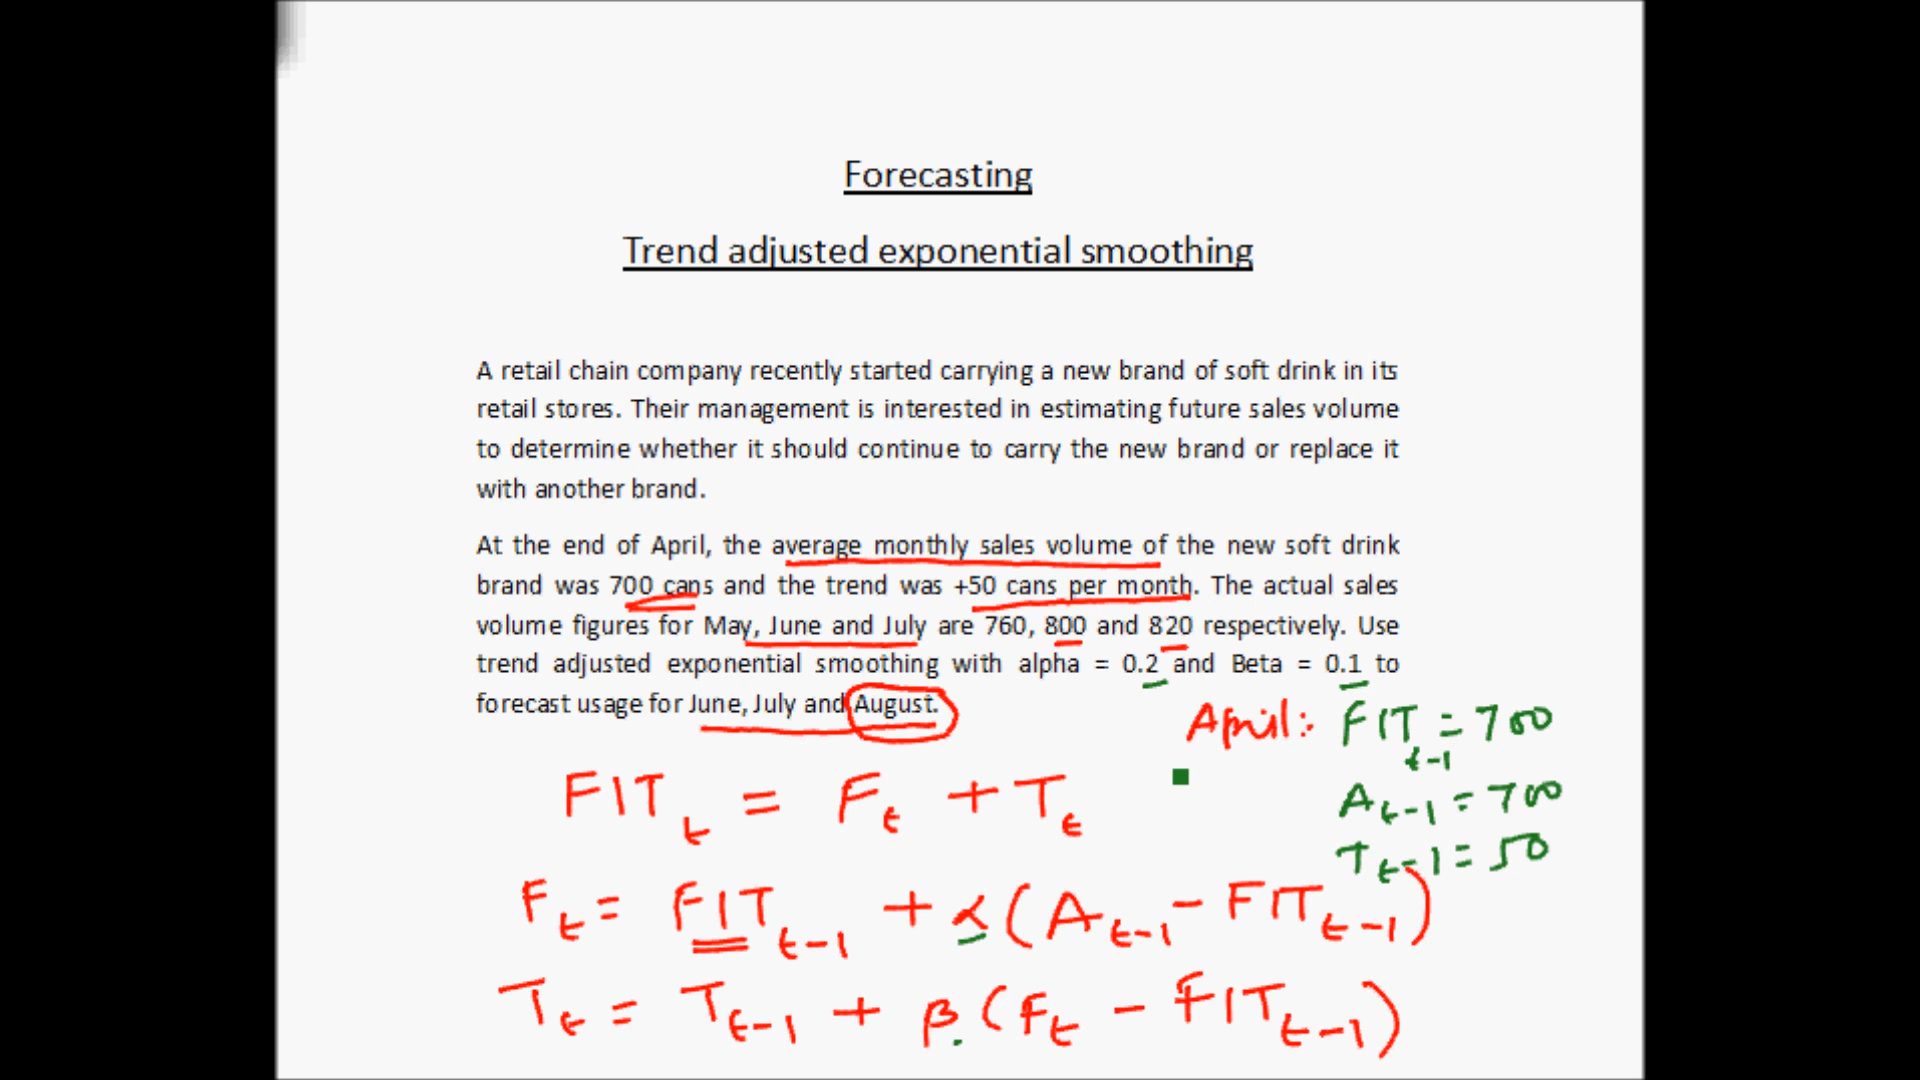 Forecasting
Trend adjusted exponential smoothing
A retail chain company recently started carrying a new brand of soft drink in its
retail stores. Their management is interested in estimating future sales volume
to determine whether it should continue to carry the new brand or replace it
with another brand.
At the end of April, the average monthly sales volume of the new soft drink
brand was 700 cans and the trend was +50 cans per month. The actual sales
volume figures for May, June and July are 760, 800 and 820 respectively. Use
trend adjusted exponential smoothing with alpha = 0.2 and Beta = 0.1 to
forecast usage for June, July and August.
April: FIT t-1 = 700
A t-1 = 700
T t-1 = 50
FIT t = F t + T t
F t = FIT t-1 + α (A t-1 - FIT t-1)
T t = T t-1 + β (F t - FIT t-1)